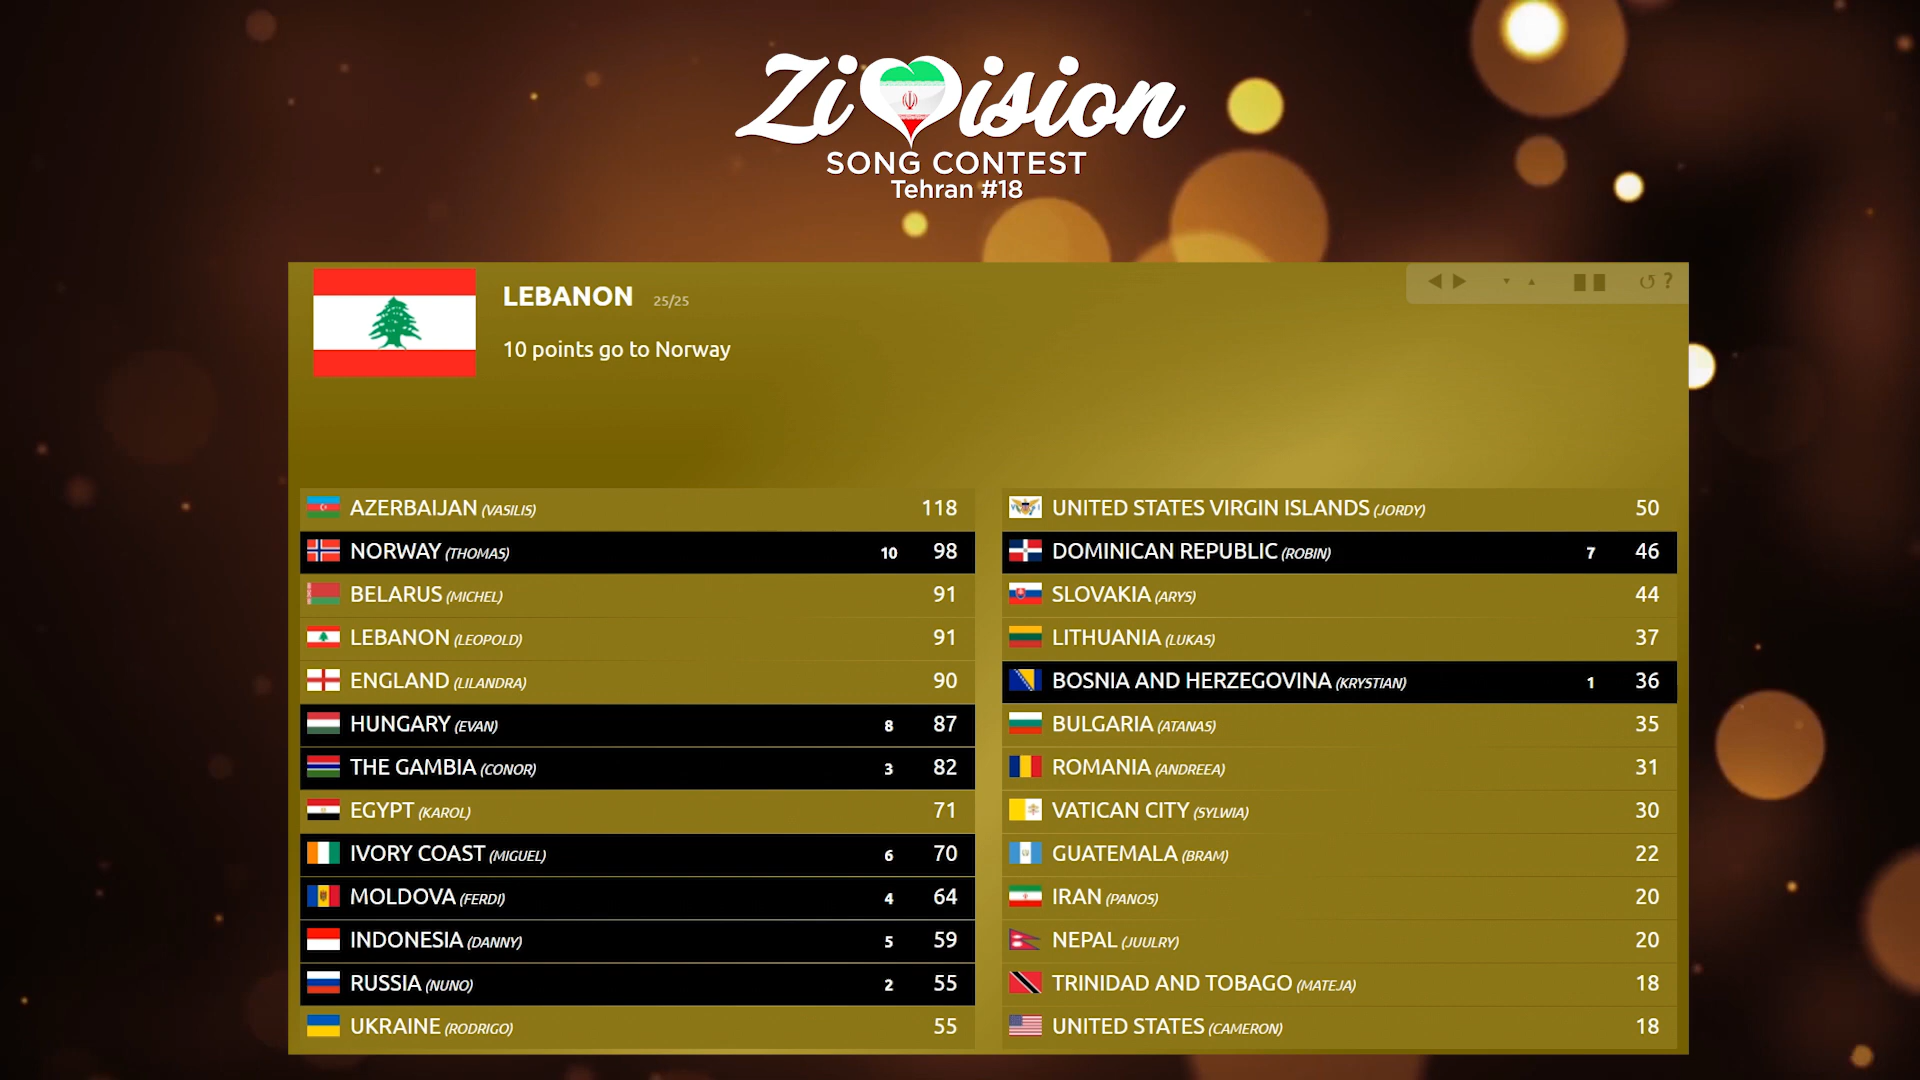 Zivision
SONG CONTEST
Tehran #18
LEBANON 25/25
10 points go to Norway
?
AZERBAIJAN (VASILIS) 118
NORWAY (THOMAS) 10 98
BELARUS (MICHEL) 91
LEBANON (LEOPOLD) 91
ENGLAND (LILANDRA) 90
HUNGARY (EVAN) 8 87
THE GAMBIA (CONOR) 3 82
EGYPT (KAROL) 71
IVORY COAST (MIGUEL) 6 70
MOLDOVA (FERDI) 4 64
INDONESIA (DANNY) 5 59
RUSSIA (NUNO) 2 55
UKRAINE (RODRIGO) 55
UNITED STATES VIRGIN ISLANDS (JORDY) 50
DOMINICAN REPUBLIC (ROBIN) 7 46
SLOVAKIA (ARYS) 44
LITHUANIA (LUKAS) 37
BOSNIA AND HERZEGOVINA (KRYSTIAN) 1 36
BULGARIA (ATANAS) 35
ROMANIA (ANDREEA) 31
VATICAN CITY (SYLWIA) 30
GUATEMALA (BRAM) 22
IRAN (PANOS) 20
NEPAL (JUULRY) 20
TRINIDAD AND TOBAGO (MATEJA) 18
UNITED STATES (CAMERON) 18